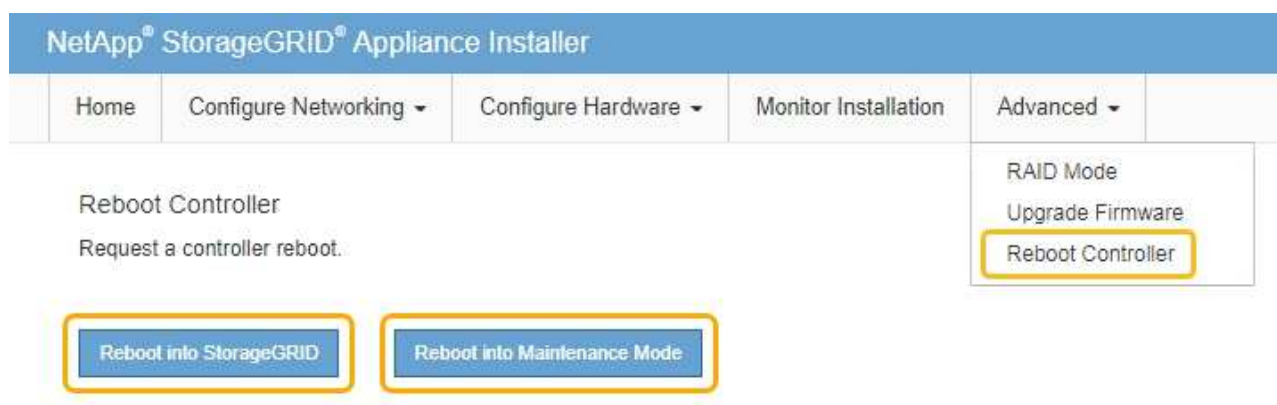 NetApp® StorageGRID® Appliance Installer
Home Configure Networking Configure Hardware Monitor Installation Advanced
RAID Mode
Upgrade Firmware
Reboot Controller
Reboot Controller
Request a controller reboot.
Reboot into StorageGRID Reboot into Maintenance Mode